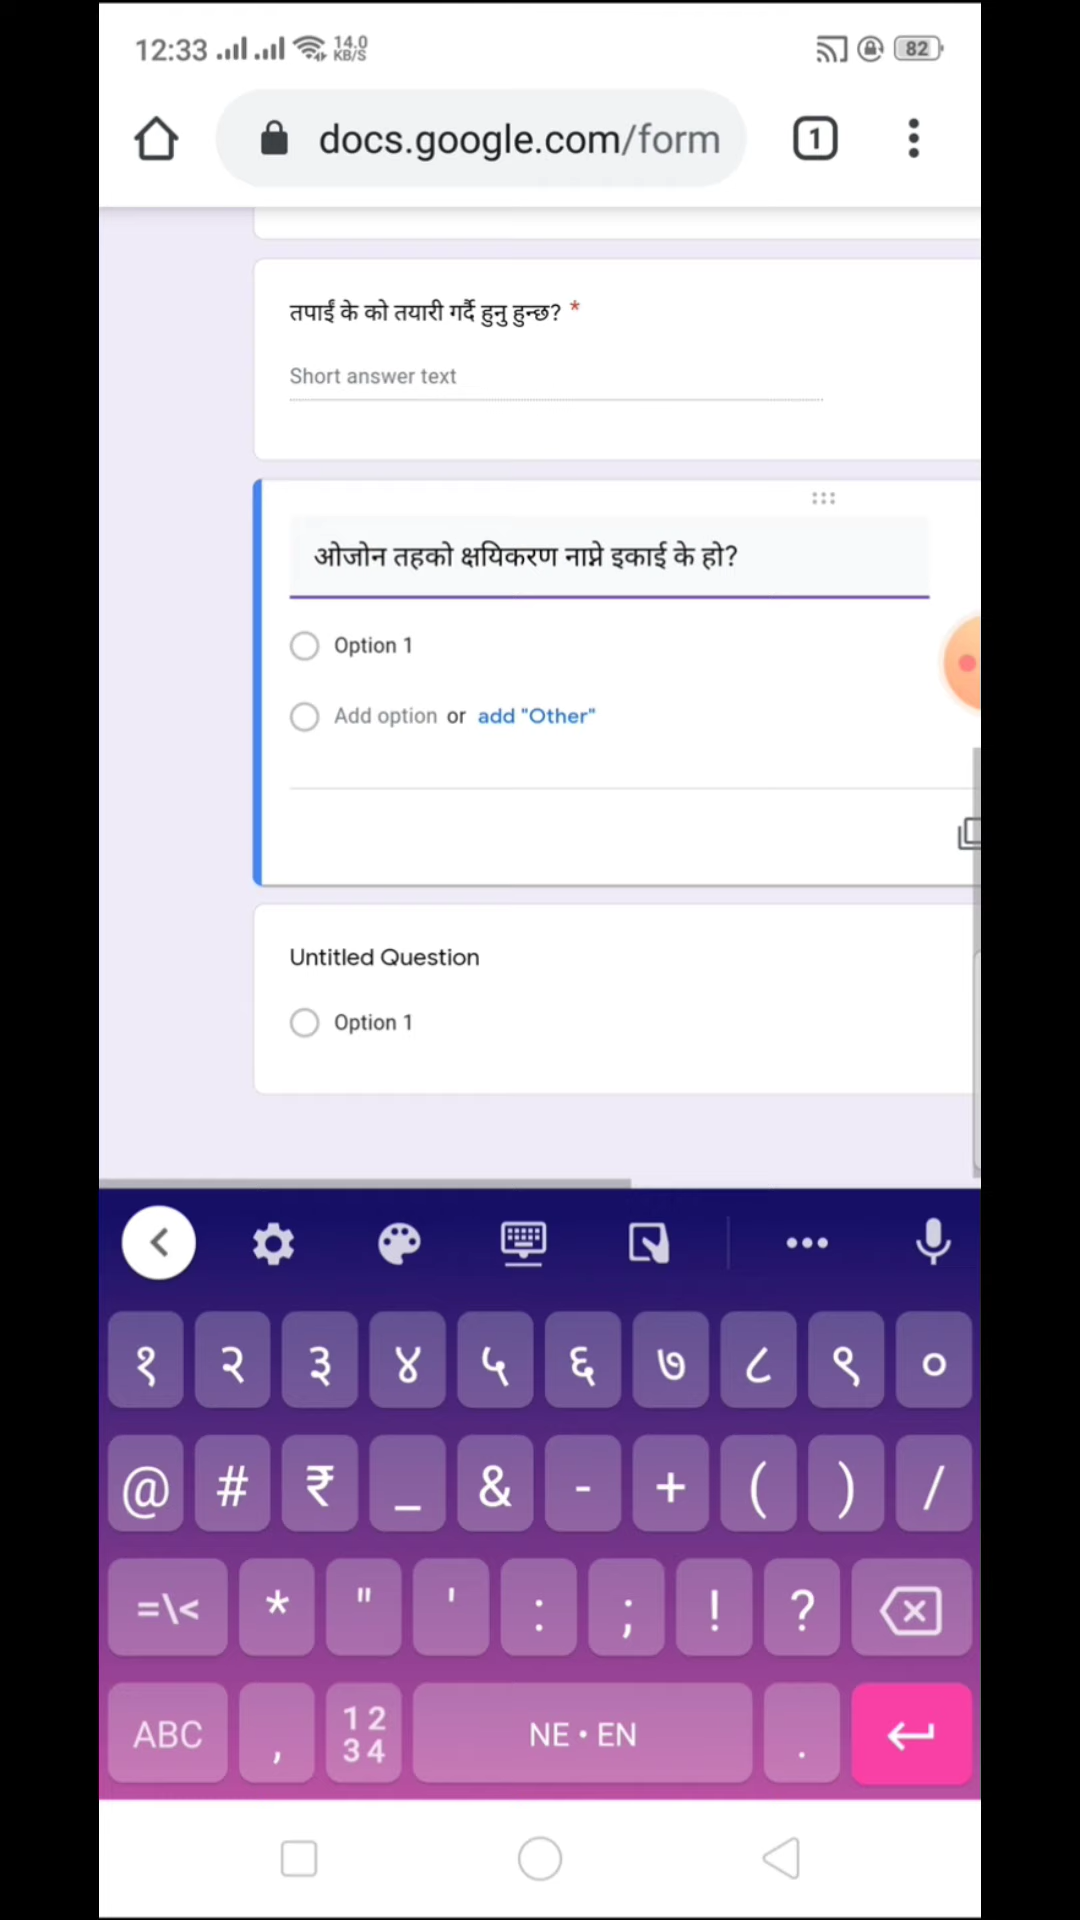 12:33 14.0 KB/S 82
docs.google.com/form 1
तपाईं के को तयारी गर्दै हुनु हुन्छ? *
Short answer text
ओजोन तहको क्षयिकरण नाप्ने इकाई के हो?
Option 1
Add option or add "Other"
Untitled Question
Option 1
१ २ ३ ४ ५ ६ ७ ८ ९ ०
@ # ₹ _ & - + ( ) /
=\< * " ' : ; ! ?
ABC , 12 34 NE • EN .